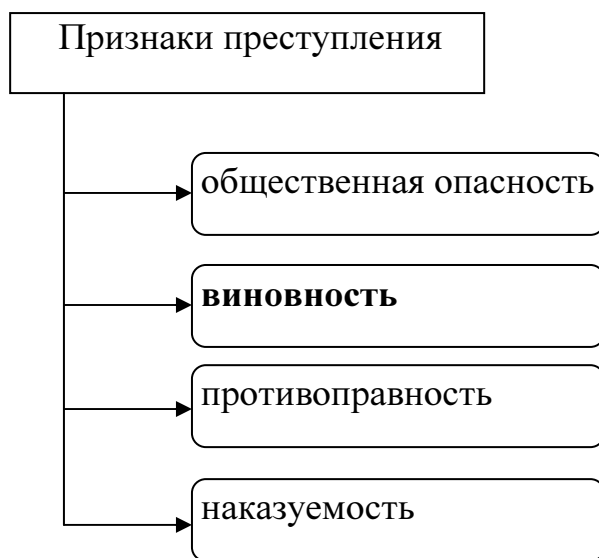 Признаки преступления
общественная опасность
виновность
противоправность
наказуемость